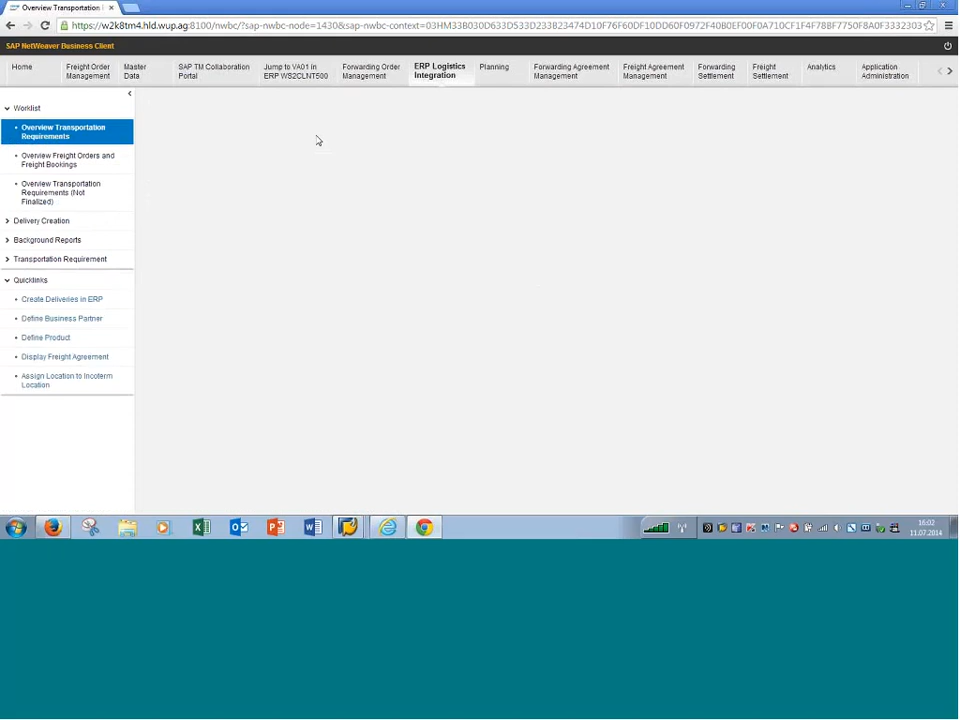 Overview Transportation
https://w2k8tm4.hld.wup.ag:8100/nwbc/?sap-nwbc-node=1430&sap-nwbc-context=03HM33B030D633D533D233B23474D10F76F60DF10DD60F0972F40B0EF00F0A710CF1F4F78BF7750F8A0F3332303
SAP NetWeaver Business Client
Home
Freight Order
Management
Master
Data
SAP TM Collaboration
Portal
Jump to VA01 in
ERP WS2CLNT500
Forwarding Order
Management
ERP Logistics
Integration
Planning
Forwarding Agreement
Management
Freight Agreement
Management
Forwarding
Settlement
Freight
Settlement
Analytics
Application
Administration
Worklist
Overview Transportation
Requirements
Overview Freight Orders and
Freight Bookings
Overview Transportation
Requirements (Not
Finalized)
Delivery Creation
Background Reports
Transportation Requirement
Quicklinks
Create Deliveries in ERP
Define Business Partner
Define Product
Display Freight Agreement
Assign Location to Incoterm
Location
16:02
11.07.2014